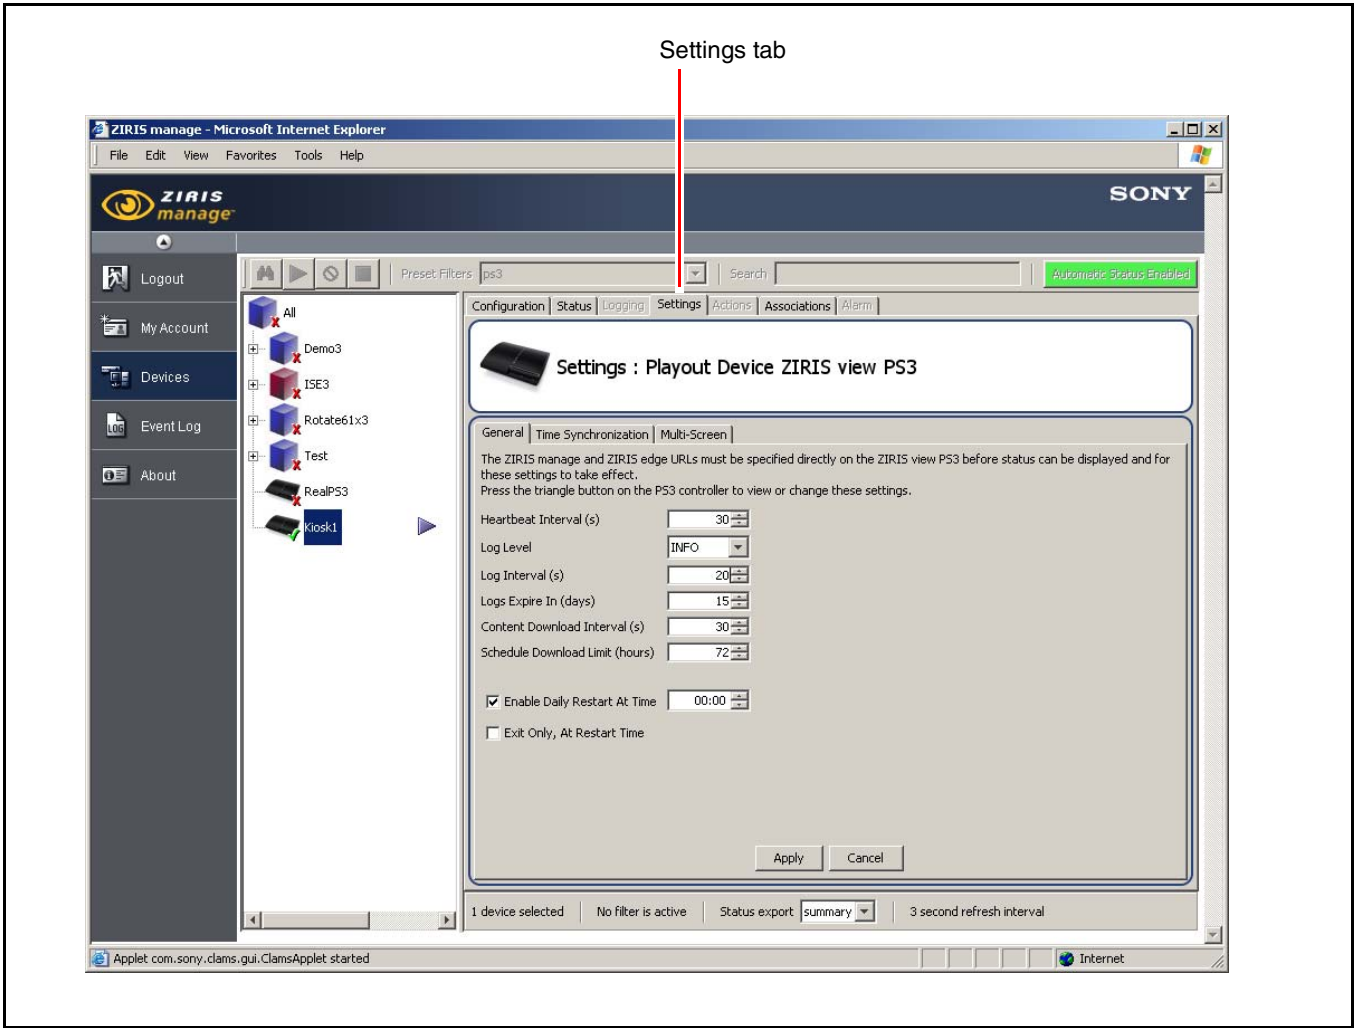 Settings tab
ZIRIS manage - Microsoft Internet Explorer
File Edit View Favorites Tools Help
ZIRIS
manage
SONY
Logout
My Account
Devices
LOG
Event Log
About
Preset Filters ps3 Search Automatic Status Enabled
All
Demo3
ISE3
Rotate61x3
Test
RealPS3
Kiosk1
Configuration Status Logging Settings Actions Associations Alarm
Settings : Playout Device ZIRIS view PS3
General Time Synchronization Multi-Screen
The ZIRIS manage and ZIRIS edge URLs must be specified directly on the ZIRIS view PS3 before status can be displayed and for
these settings to take effect.
Press the triangle button on the PS3 controller to view or change these settings.
Heartbeat Interval (s) 30
Log Level INFO
Log Interval (s) 20
Logs Expire In (days) 15
Content Download Interval (s) 30
Schedule Download Limit (hours) 72
Enable Daily Restart At Time 00:00
Exit Only, At Restart Time
Apply Cancel
1 device selected No filter is active Status export summary 3 second refresh interval
Applet com.sony.clams.gui.ClamsApplet started Internet